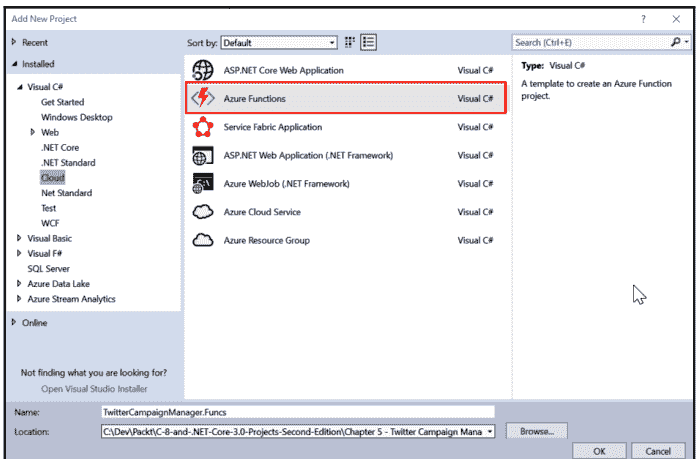 Add New Project
? X
Recent
Sort by: Default
Search (Ctrl+E)
Installed
Visual C#
Get Started
Windows Desktop
Web
.NET Core
.NET Standard
Cloud
Net Standard
Test
WCF
Visual Basic
Visual F#
SQL Server
Azure Data Lake
Azure Stream Analytics
Online
Not finding what you are looking for?
Open Visual Studio Installer
ASP.NET Core Web Application Visual C#
Azure Functions Visual C#
Service Fabric Application Visual C#
ASP.NET Web Application (.NET Framework) Visual C#
Azure WebJob (.NET Framework) Visual C#
Azure Cloud Service Visual C#
Azure Resource Group Visual C#
Type: Visual C#
A template to create an Azure Function
project.
Name: TwitterCampaignManager.Funcs
Location: C:\Dev\Packt\C-8-and-.NET-Core-3.0-Projects-Second-Edition\Chapter 5 - Twitter Campaign Mana
Browse...
OK Cancel